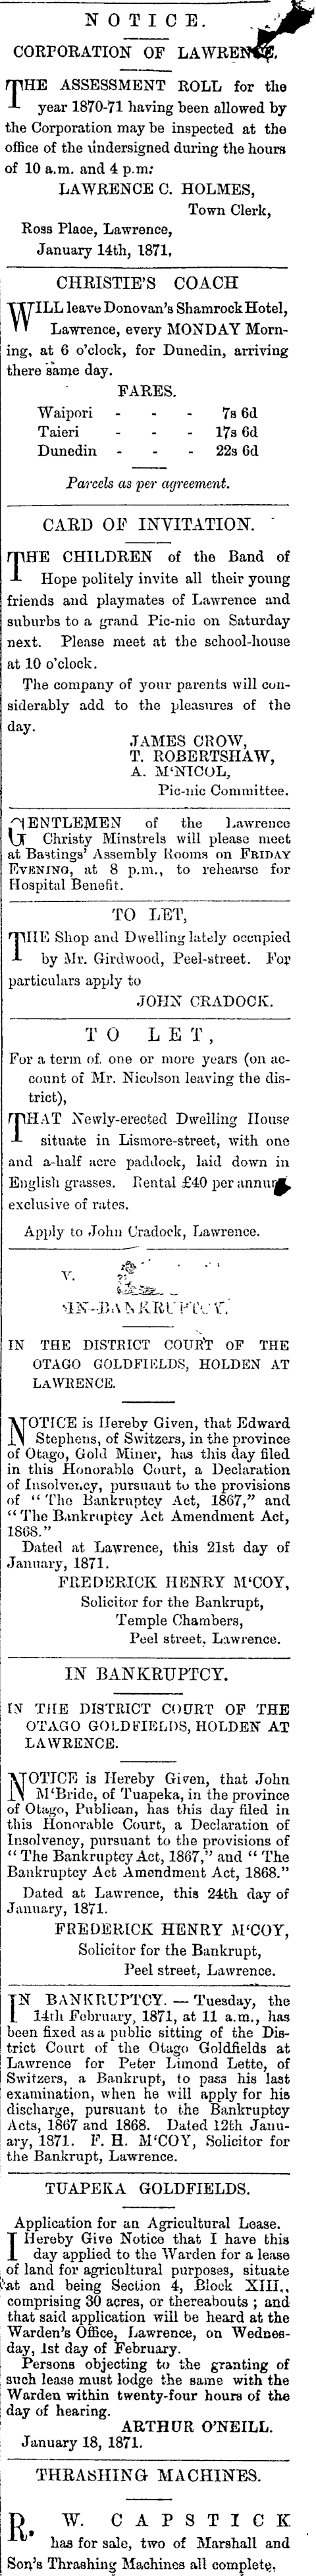 NOTICE.
CORPORATION OF LAWRENCE.
THE ASSESSMENT ROLL for the
year 1870-71 having been allowed by
the Corporation may be inspected at the
office of the undersigned during the hours
of 10 a.m. and 4 p.m:
LAWRENCE C. HOLMES,
Town Clerk,
Ross Place, Lawrence,
January 14th, 1871,
CHRISTIE'S COACH
WILL leave Donovan's Shamrock Hotel,
Lawrence, every MONDAY Morn-
ing, at 6 o'clock, for Dunedin, arriving
there same day.
FARES.
Waipori - - - 7s 6d
Taieri - - - 17s 6d
Dunedin - - - 22s 6d
Parcels as per agreement.
CARD OF INVITATION.
THE CHILDREN of the Band of
Hope politely invite all their young
friends and playmates of Lawrence and
suburbs to a grand Pic-nic on Saturday
next. Please meet at the school-house
at 10 o'clock.
The company of your parents will con-
siderably add to the pleasures of the
day.
JAMES CROW,
T. ROBERTSHAW,
A. M'NICOL,
Pic-nic Committee.
GENTLEMEN of the Lawrence
Christy Minstrels will please meet
at Bastings' Assembly Rooms on FRIDAY
EVENING, at 8 p.m., to rehearse for
Hospital Benefit.
TO LET,
THE Shop and Dwelling lately occupied
by Mr. Girdwood, Peel-street. For
particulars apply to
JOHN CRADOCK.
TO LET,
For a term of one or more years (on ac-
count of Mr. Nicolson leaving the dis-
trict),
THAT Newly-erected Dwelling House
situate in Lismore-street, with one
and a-half acre paddock, laid down in
English grasses. Rental £40 per annum
exclusive of rates.
Apply to John Cradock, Lawrence.
V.
IN BANKRUPTCY.
IN THE DISTRICT COURT OF THE
OTAGO GOLDFIELDS, HOLDEN AT
LAWRENCE.
NOTICE is Hereby Given, that Edward
Stephens, of Switzers, in the province
of Otago, Gold Miner, has this day filed
in this Honorable Court, a Declaration
of Insolvency, pursuant to the provisions
of "The Bankruptcy Act, 1867," and
"The Bankruptcy Act Amendment Act,
1868."
Dated at Lawrence, this 21st day of
January, 1871.
FREDERICK HENRY M'COY,
Solicitor for the Bankrupt,
Temple Chambers,
Peel street, Lawrence.
IN BANKRUPTCY.
IN THE DISTRICT COURT OF THE
OTAGO GOLDFIELDS, HOLDEN AT
LAWRENCE.
NOTICE is Hereby Given, that John
M'Bride, of Tuapeka, in the province
of Otago, Publican, has this day filed in
this Honorable Court, a Declaration of
Insolvency, pursuant to the provisions of
"The Bankruptcy Act, 1867," and "The
Bankruptcy Act Amendment Act, 1868."
Dated at Lawrence, this 24th day of
January, 1871.
FREDERICK HENRY M'COY,
Solicitor for the Bankrupt,
Peel street, Lawrence.
IN BANKRUPTCY. — Tuesday, the
14th February, 1871, at 11 a.m., has
been fixed as a public sitting of the Dis-
trict Court of the Otago Goldfields at
Lawrence for Peter Limond Lette, of
Switzers, a Bankrupt, to pass his last
examination, when he will apply for his
discharge, pursuant to the Bankruptcy
Acts, 1867 and 1868. Dated 12th Janu-
ary, 1871. F. H. M'COY, Solicitor for
the Bankrupt, Lawrence.
TUAPEKA GOLDFIELDS.
Application for an Agricultural Lease.
I Hereby Give Notice that I have this
day applied to the Warden for a lease
of land for agricultural purposes, situate
at and being Section 4, Block XIII.,
comprising 30 acres, or thereabouts ; and
that said application will be heard at the
Warden's Office, Lawrence, on Wednes-
day, 1st day of February.
Persons objecting to the granting of
such lease must lodge the same with the
Warden within twenty-four hours of the
day of hearing.
ARTHUR O'NEILL.
January 18, 1871.
THRASHING MACHINES.
R. W. CAPSTICK
has for sale, two of Marshall and
Son's Thrashing Machines all complete,